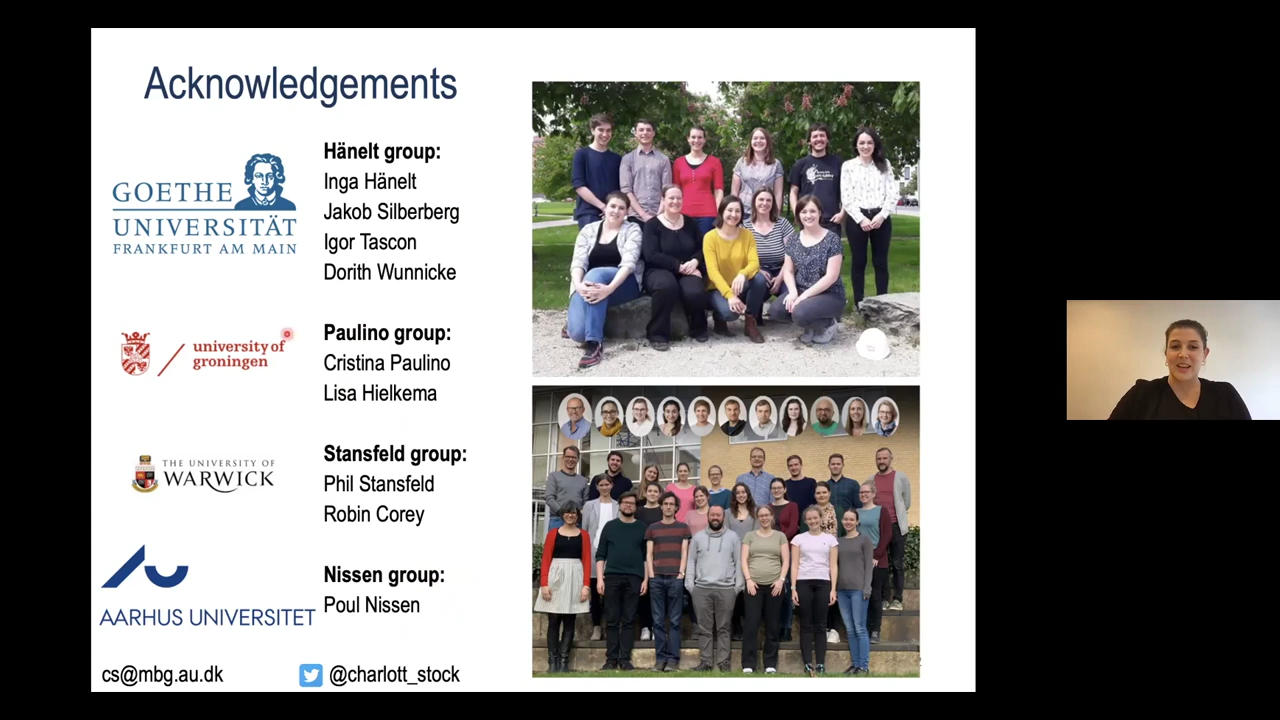 Acknowledgements
GOETHE
UNIVERSITÄT
FRANKFURT AM MAIN
Hänelt group:
Inga Hänelt
Jakob Silberberg
Igor Tascon
Dorith Wunnicke
university of
groningen
Paulino group:
Cristina Paulino
Lisa Hielkema
THE UNIVERSITY OF
WARWICK
Stansfeld group:
Phil Stansfeld
Robin Corey
AARHUS UNIVERSITET
Nissen group:
Poul Nissen
cs@mbg.au.dk
@charlott_stock